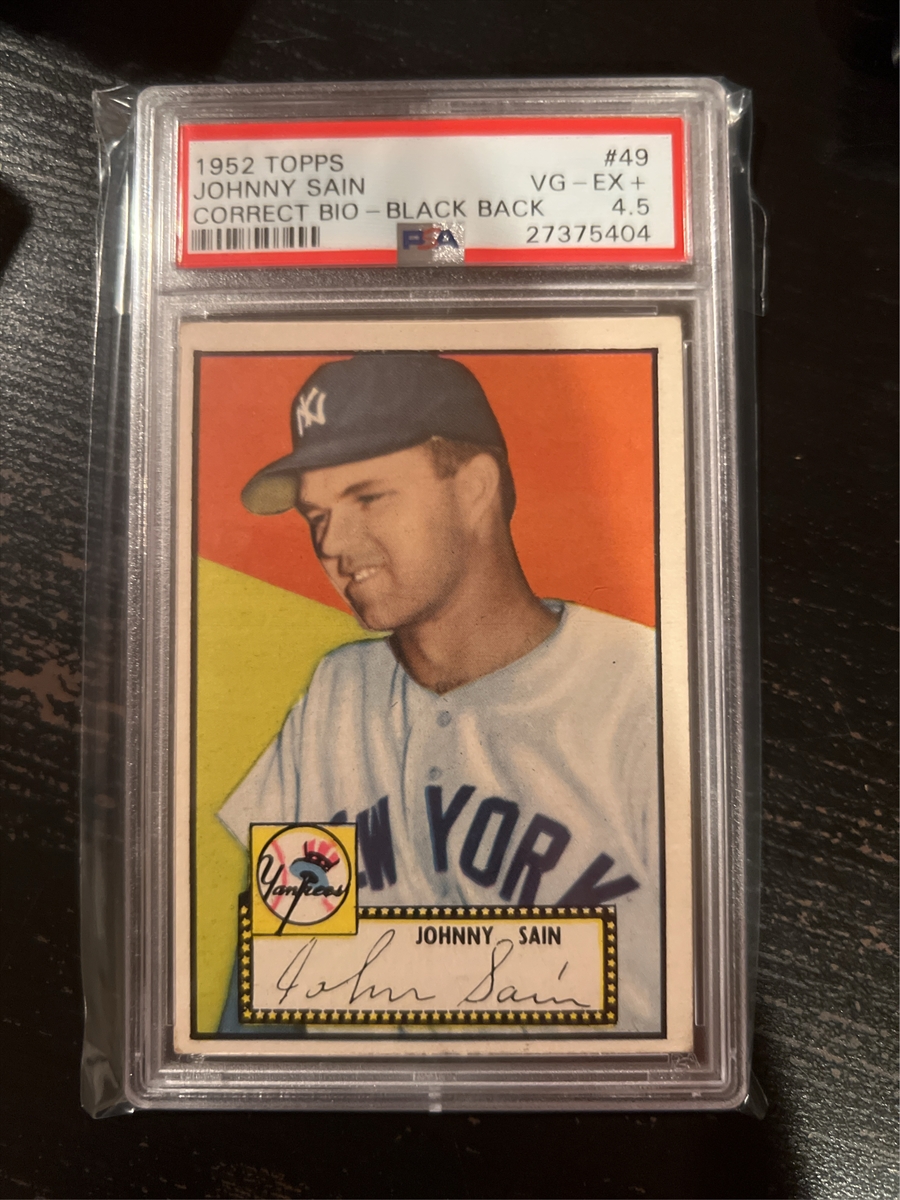 1952 TOPPS #49
JOHNNY SAIN VG-EX+
CORRECT BIO-BLACK BACK 4.5
PSA 27375404
NY
NEW YORK
Yankees
JOHNNY SAIN
John Sain